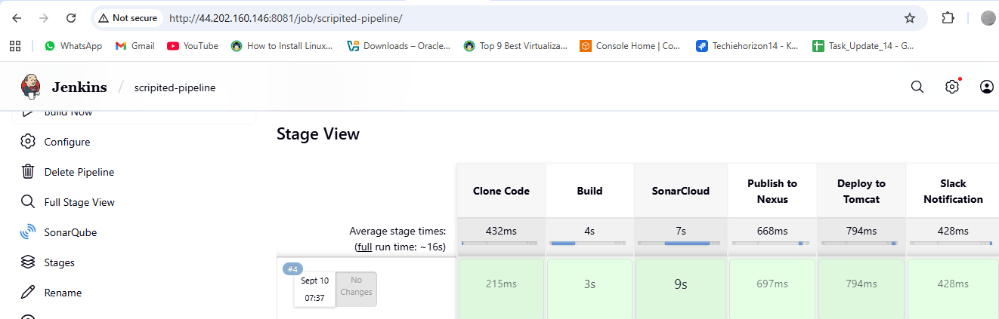 Not secure
http://44.202.160.146:8081/job/scripited-pipeline/
WhatsApp
Gmail
YouTube
How to Install Linux...
Downloads – Oracle...
Top 9 Best Virtualiza...
Console Home | Co...
Techiehorizon14 - K...
Task_Update_14 - G...
Jenkins / scripited-pipeline
Build Now
Configure
Delete Pipeline
Full Stage View
SonarQube
Stages
Rename
Stage View
Clone Code
Build
SonarCloud
Publish to
Nexus
Deploy to
Tomcat
Slack
Notification
Average stage times:
(full run time: ~16s)
432ms
4s
7s
668ms
794ms
428ms
#4
Sept 10
07:37
No
Changes
215ms
3s
9s
697ms
794ms
428ms